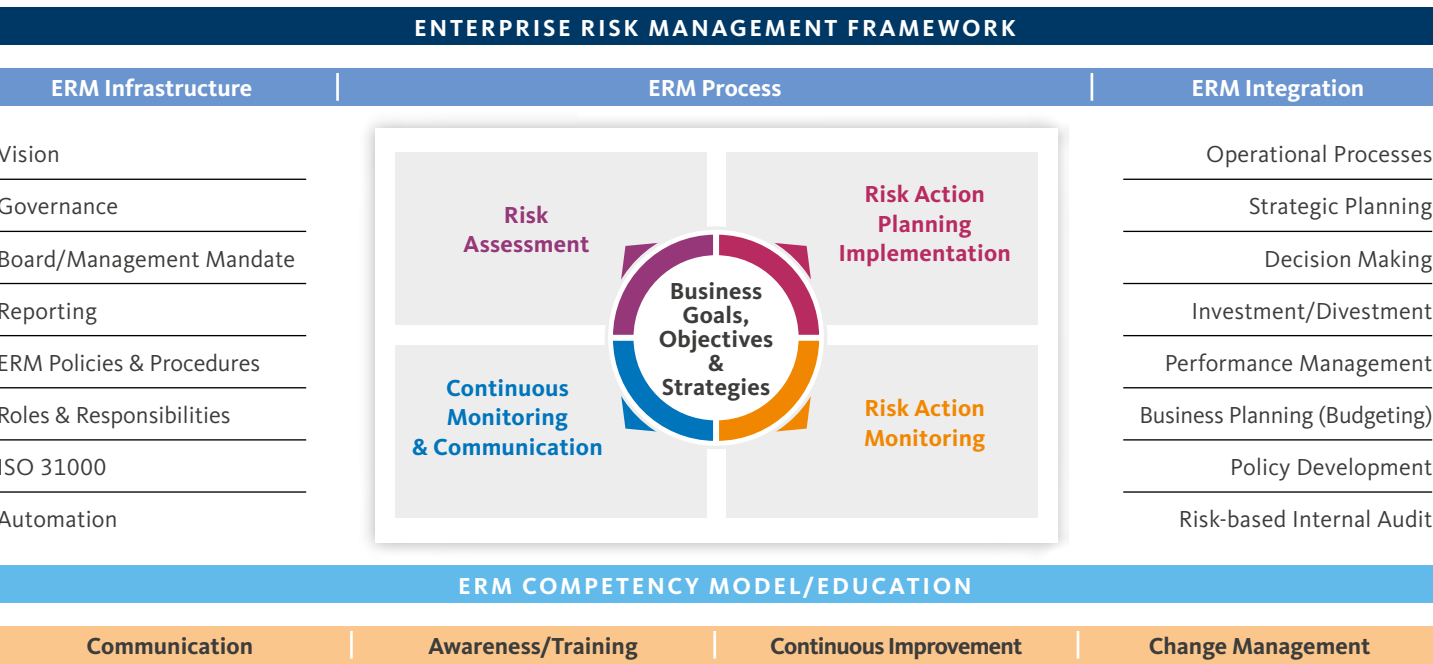 ENTERPRISE RISK MANAGEMENT FRAMEWORK
ERM Infrastructure
ERM Process
ERM Integration
Vision
Governance
Board/Management Mandate
Reporting
ERM Policies & Procedures
Roles & Responsibilities
ISO 31000
Automation
Risk
Assessment
Risk Action
Planning
Implementation
Business
Goals,
Objectives
&
Strategies
Continuous
Monitoring
& Communication
Risk Action
Monitoring
Operational Processes
Strategic Planning
Decision Making
Investment/Divestment
Performance Management
Business Planning (Budgeting)
Policy Development
Risk-based Internal Audit
ERM COMPETENCY MODEL/EDUCATION
Communication
Awareness/Training
Continuous Improvement
Change Management